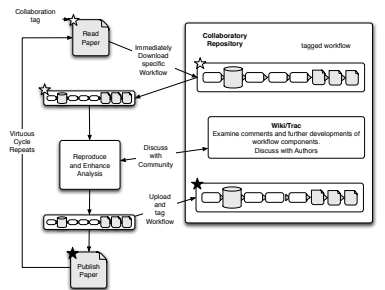 Collaboration
tag
Read
Paper
Immediately
Download
specific
Workflow
Collaboratory
Repository
tagged workflow
Virtuous
Cycle
Repeats
Reproduce
and Enhance
Analysis
Discuss
with
Community
Wiki/Trac
Examine comments and further developments of
workflow components.
Discuss with Authors
Upload
and
tag
Workflow
Publish
Paper